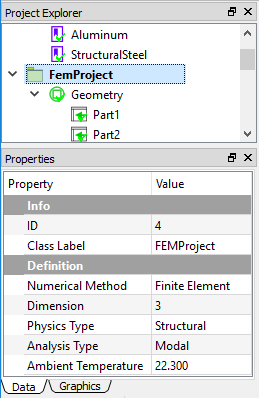 Project Explorer
Aluminum
StructuralSteel
FemProject
Geometry
Part1
Part2
Properties
Property Value
Info
ID 4
Class Label FEMProject
Definition
Numerical Method Finite Element
Dimension 3
Physics Type Structural
Analysis Type Modal
Ambient Temperature 22.300
Data Graphics